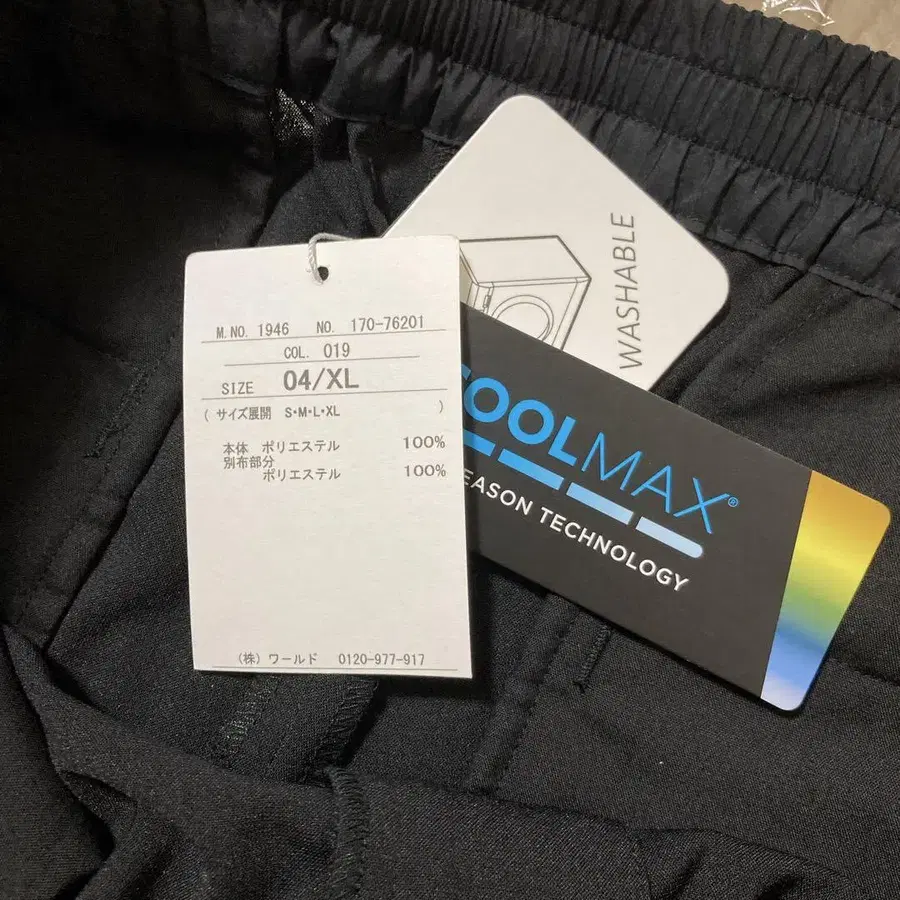 M.NO. 1946 NO. 170-76201
COL. 019
SIZE 04/XL
( サイズ展開 S・M・L・XL )
本体 ポリエステル 100%
別布部分
ポリエステル 100%
(株) ワールド 0120-977-917
WASHABLE
COOLMAX®
TECHNOLOGY